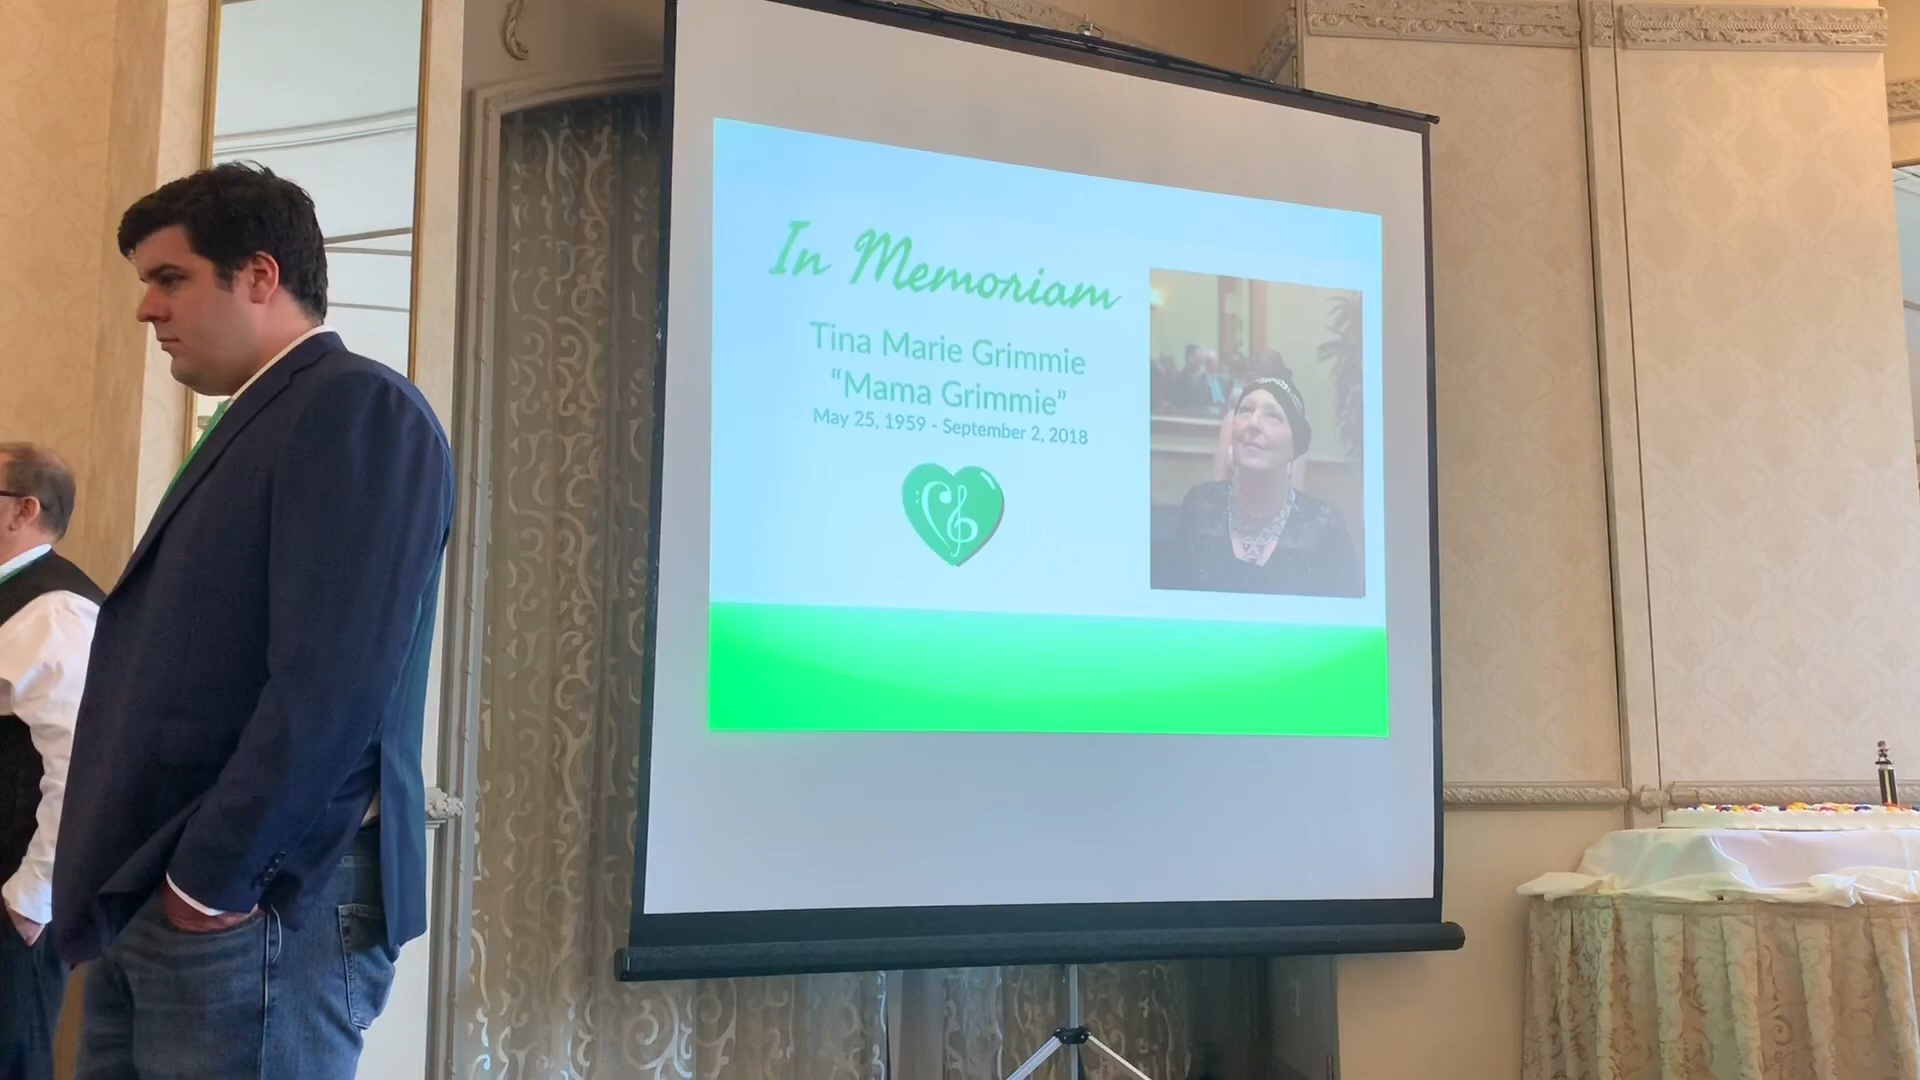 In Memoriam
Tina Marie Grimmie
“Mama Grimmie”
May 25, 1959 - September 2, 2018